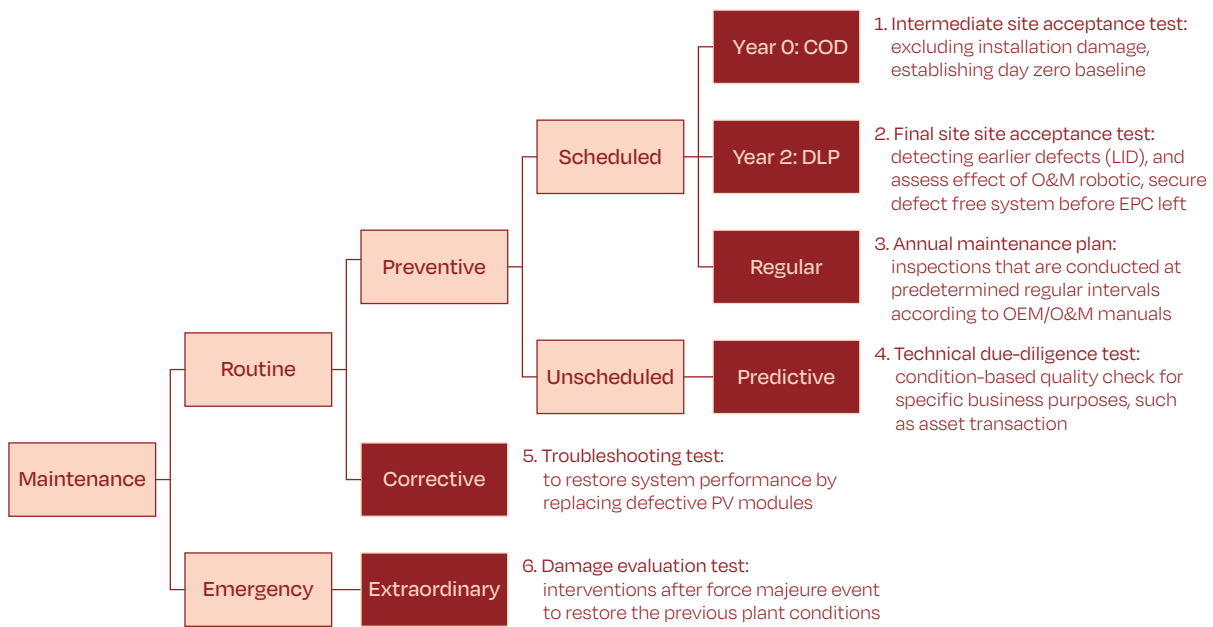 Year 0: COD
1. Intermediate site acceptance test:
excluding installation damage,
establishing day zero baseline
Scheduled
Year 2: DLP
2. Final site site acceptance test:
detecting earlier defects (LID), and
assess effect of O&M robotic, secure
defect free system before EPC left
Preventive
Regular
3. Annual maintenance plan:
inspections that are conducted at
predetermined regular intervals
according to OEM/O&M manuals
Routine
Unscheduled
Predictive
4. Technical due-diligence test:
condition-based quality check for
specific business purposes, such
as asset transaction
Maintenance
Corrective
5. Troubleshooting test:
to restore system performance by
replacing defective PV modules
Emergency
Extraordinary
6. Damage evaluation test:
interventions after force majeure event
to restore the previous plant conditions